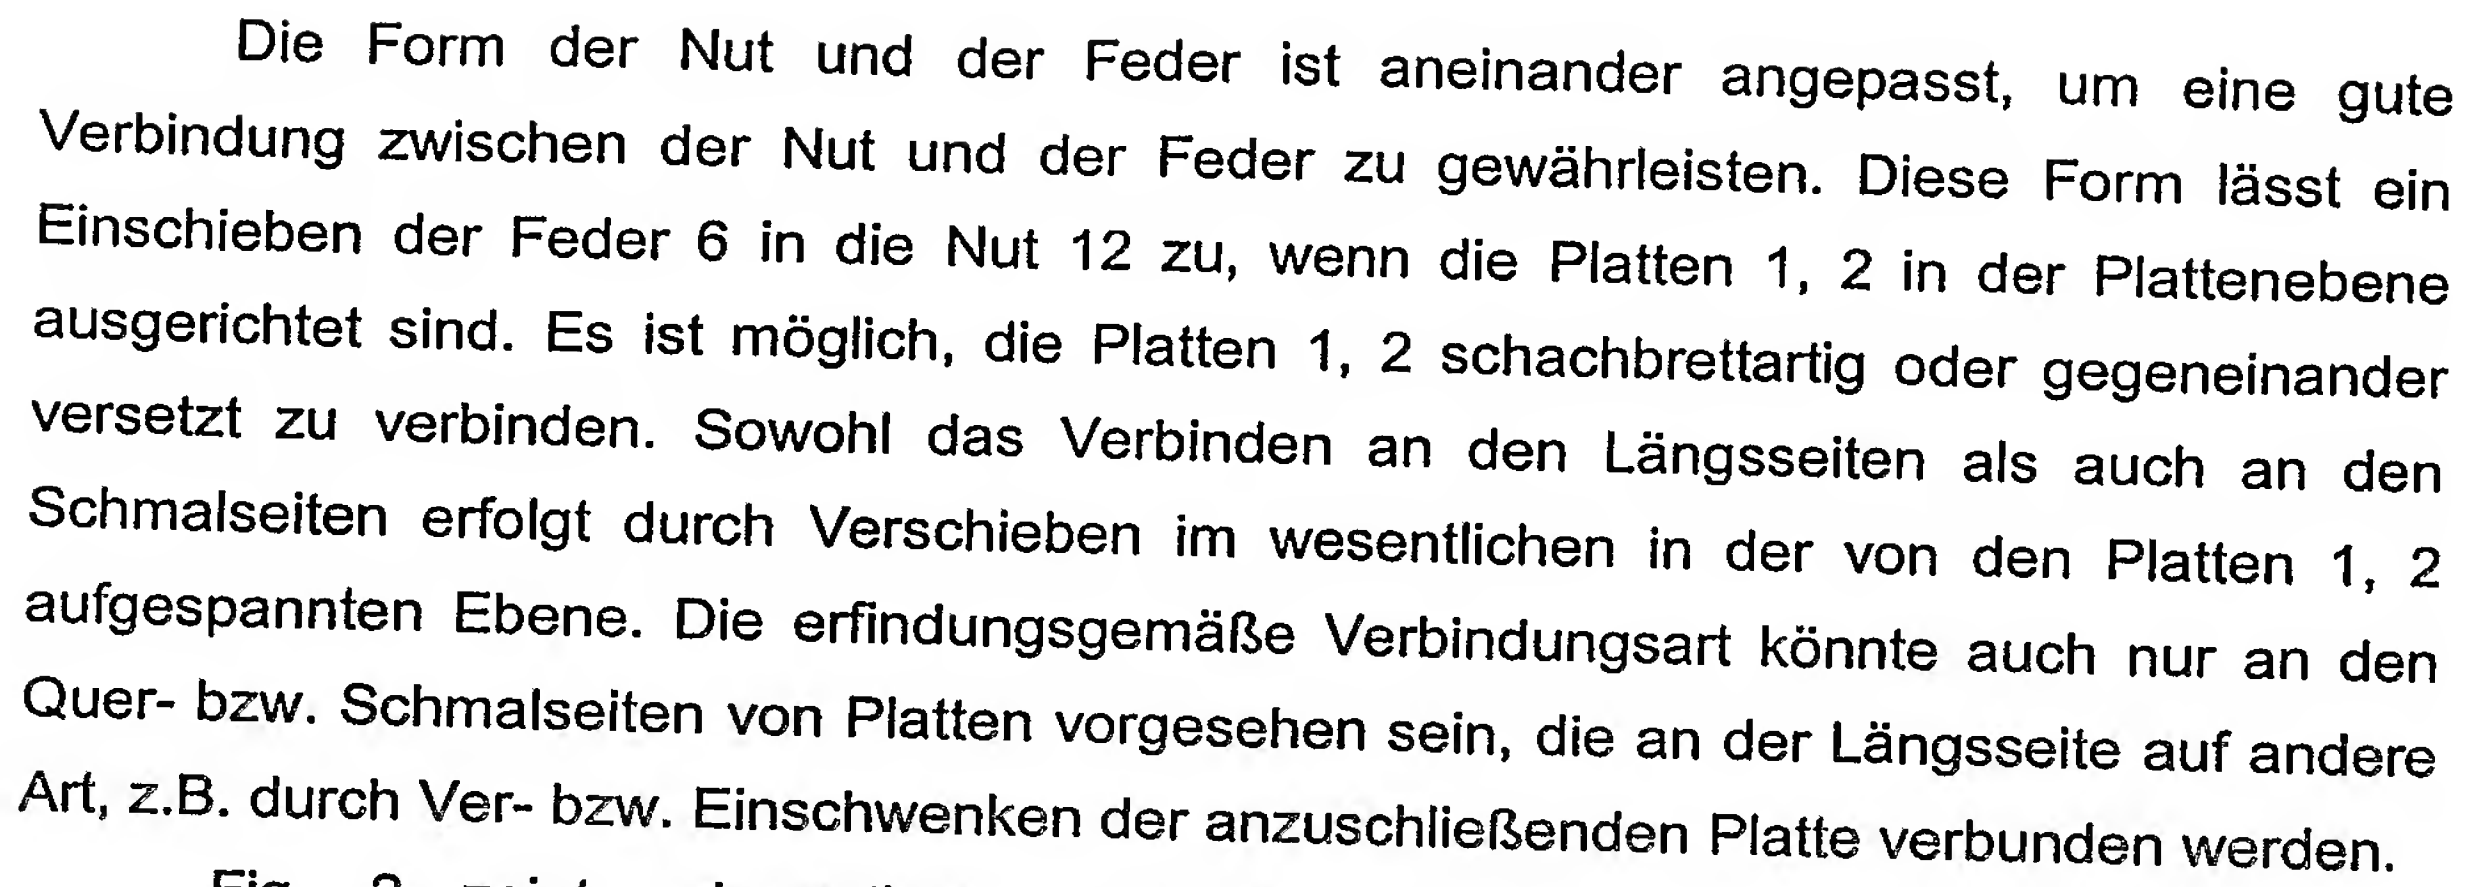 Die Form der Nut und der Feder ist aneinander angepasst, um eine gute
Verbindung zwischen der Nut und der Feder zu gewährleisten. Diese Form lässt ein
Einschieben der Feder 6 in die Nut 12 zu, wenn die Platten 1, 2 in der Plattenebene
ausgerichtet sind. Es ist möglich, die Platten 1, 2 schachbrettartig oder gegeneinander
versetzt zu verbinden. Sowohl das Verbinden an den Längsseiten als auch an den
Schmalseiten erfolgt durch Verschieben im wesentlichen in der von den Platten 1, 2
aufgespannten Ebene. Die erfindungsgemäße Verbindungsart könnte auch nur an den
Quer- bzw. Schmalseiten von Platten vorgesehen sein, die an der Längsseite auf andere
Art, z.B. durch Ver- bzw. Einschwenken der anzuschließenden Platte verbunden werden.